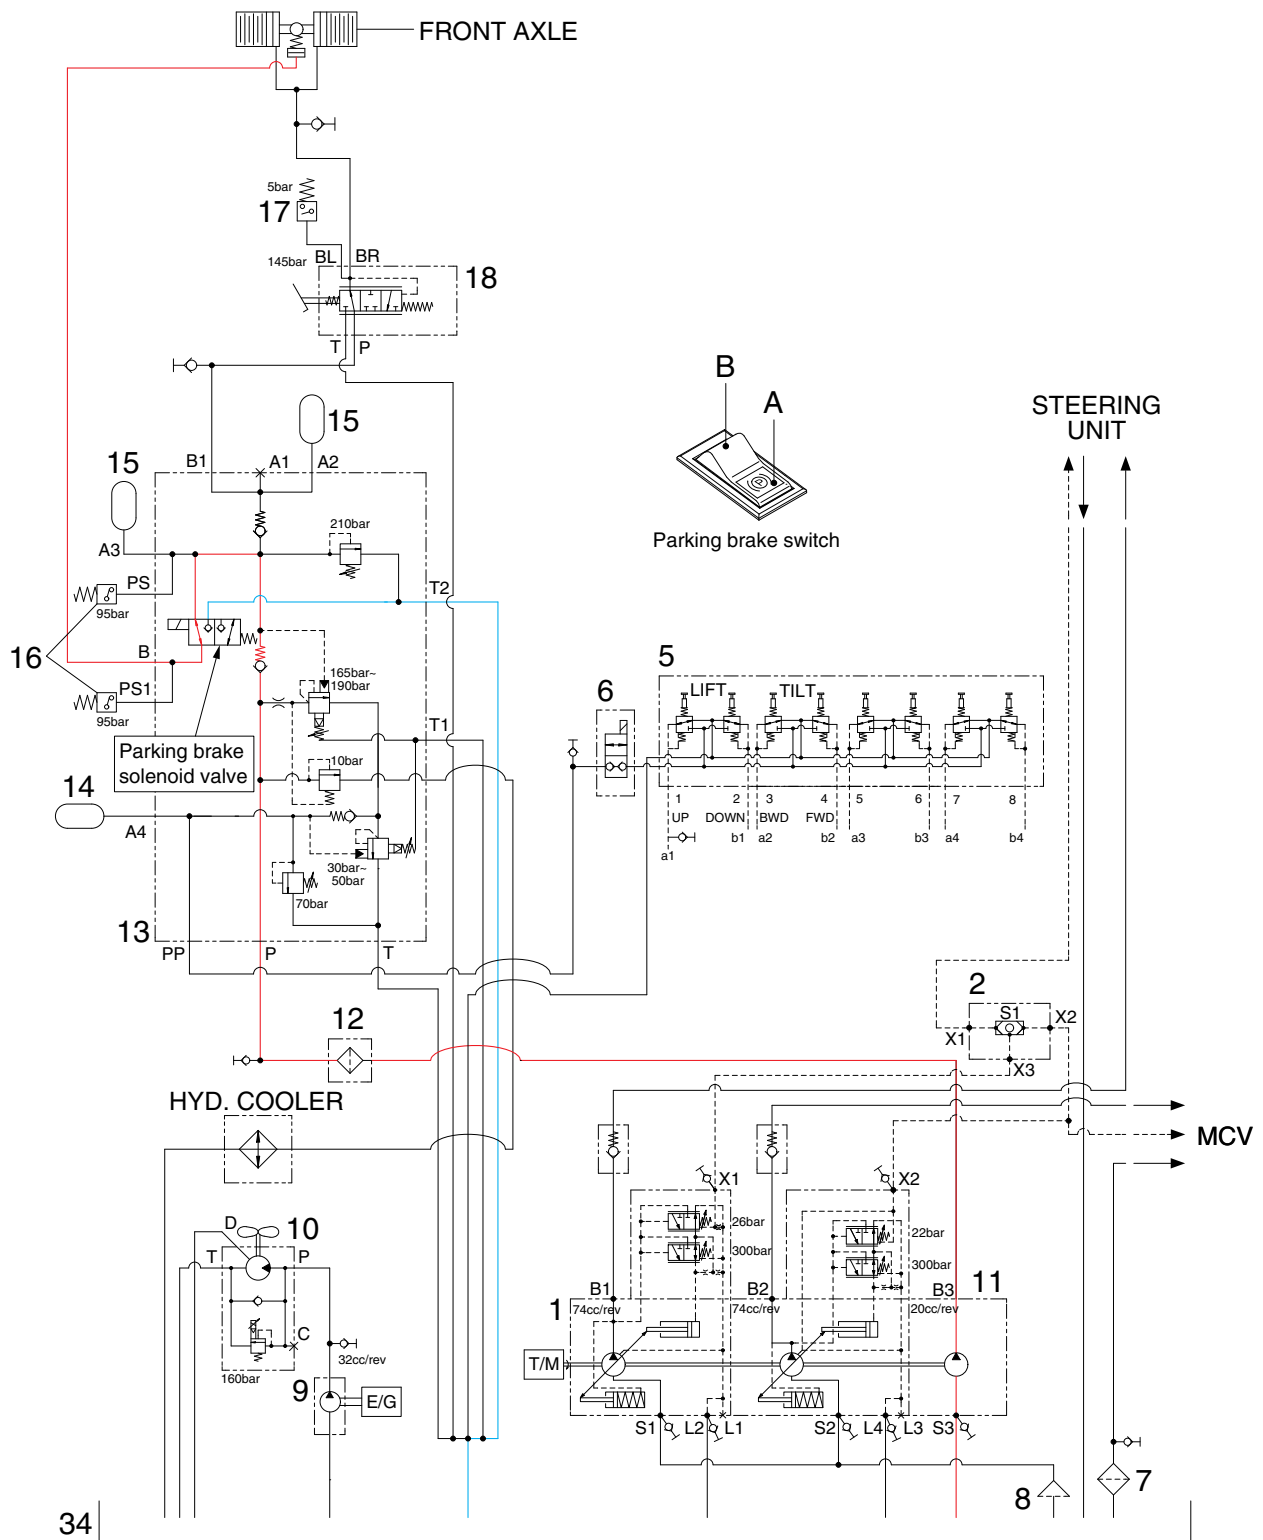 FRONT AXLE
5bar
17
BL BR
145bar
18
T P
B
A
Parking brake switch
STEERING
UNIT
15
15
B1 A1 A2
210bar
A3
PS
95bar
T2
16
B
PS1
95bar
165bar~
190bar
T1
Parking brake
solenoid valve
10bar
14
A4
30bar~
50bar
70bar
13
PP P T
5
6
LIFT TILT
1 2 3 4 5 6 7 8
UP DOWN BWD FWD
a1 b1 a2 b2 a3 b3 a4 b4
2
S1
X1 X2
X3
12
HYD. COOLER
MCV
X1 X2
26bar
300bar
22bar
300bar
D 10
T P
C
160bar
32cc/rev
9
E/G
1
B1 B2 B3 11
74cc/rev 74cc/rev 20cc/rev
T/M
S1 L2 L1 S2 L4 L3 S3
8
7
34